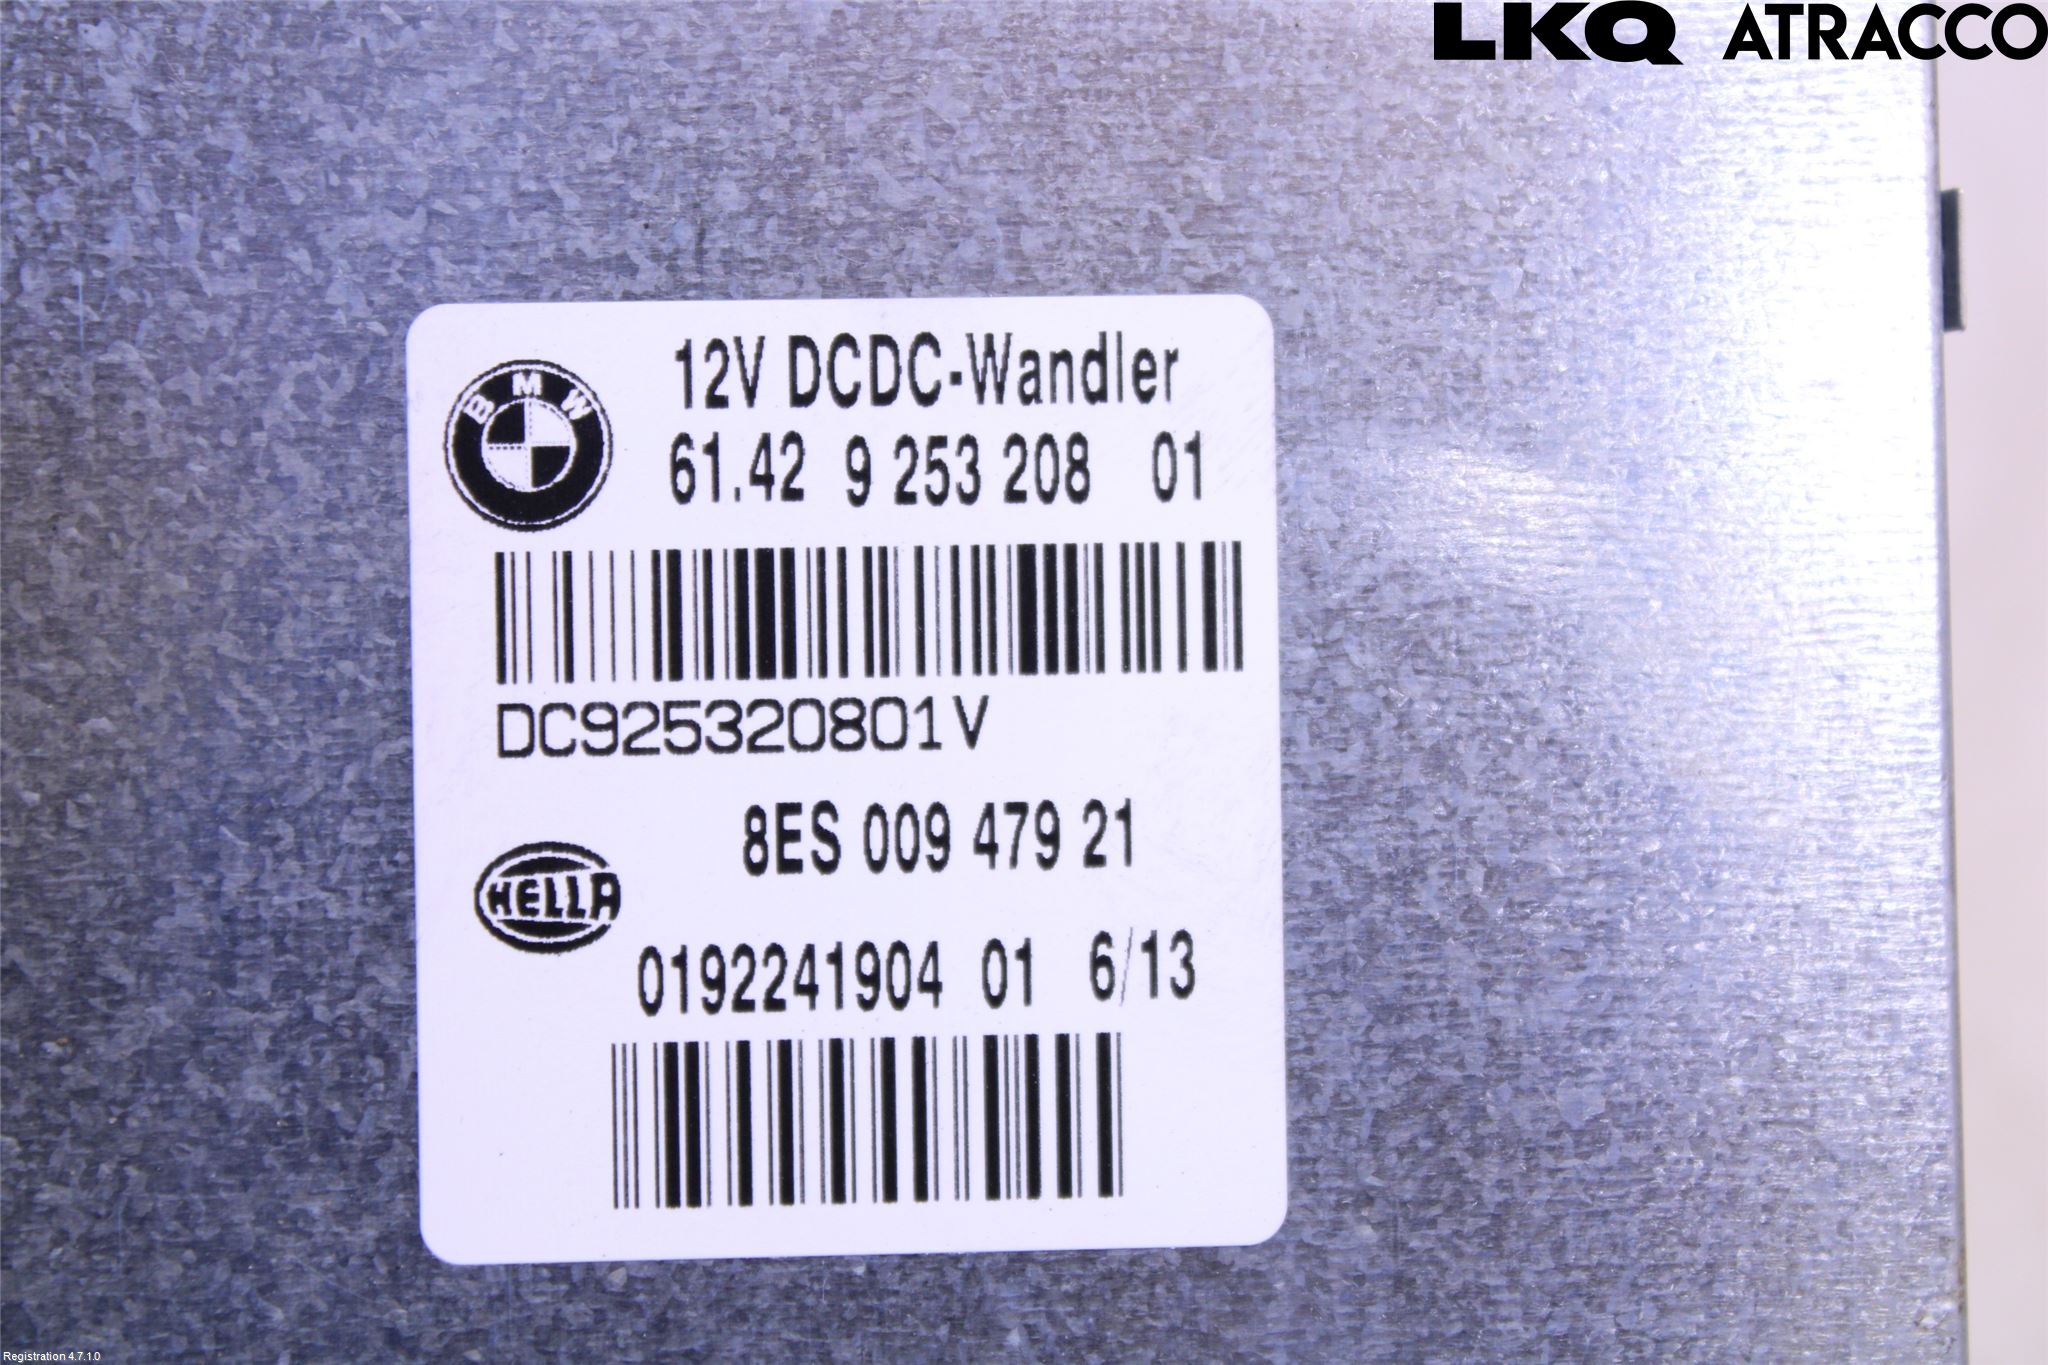 LKQ ATRACCO
12V DCDC-Wandler
BMW
61.42 9 253 208 01
DC925320801V
8ES 009 479 21
HELLA
0192241904 01 6/13
Registration 4.7.1.0